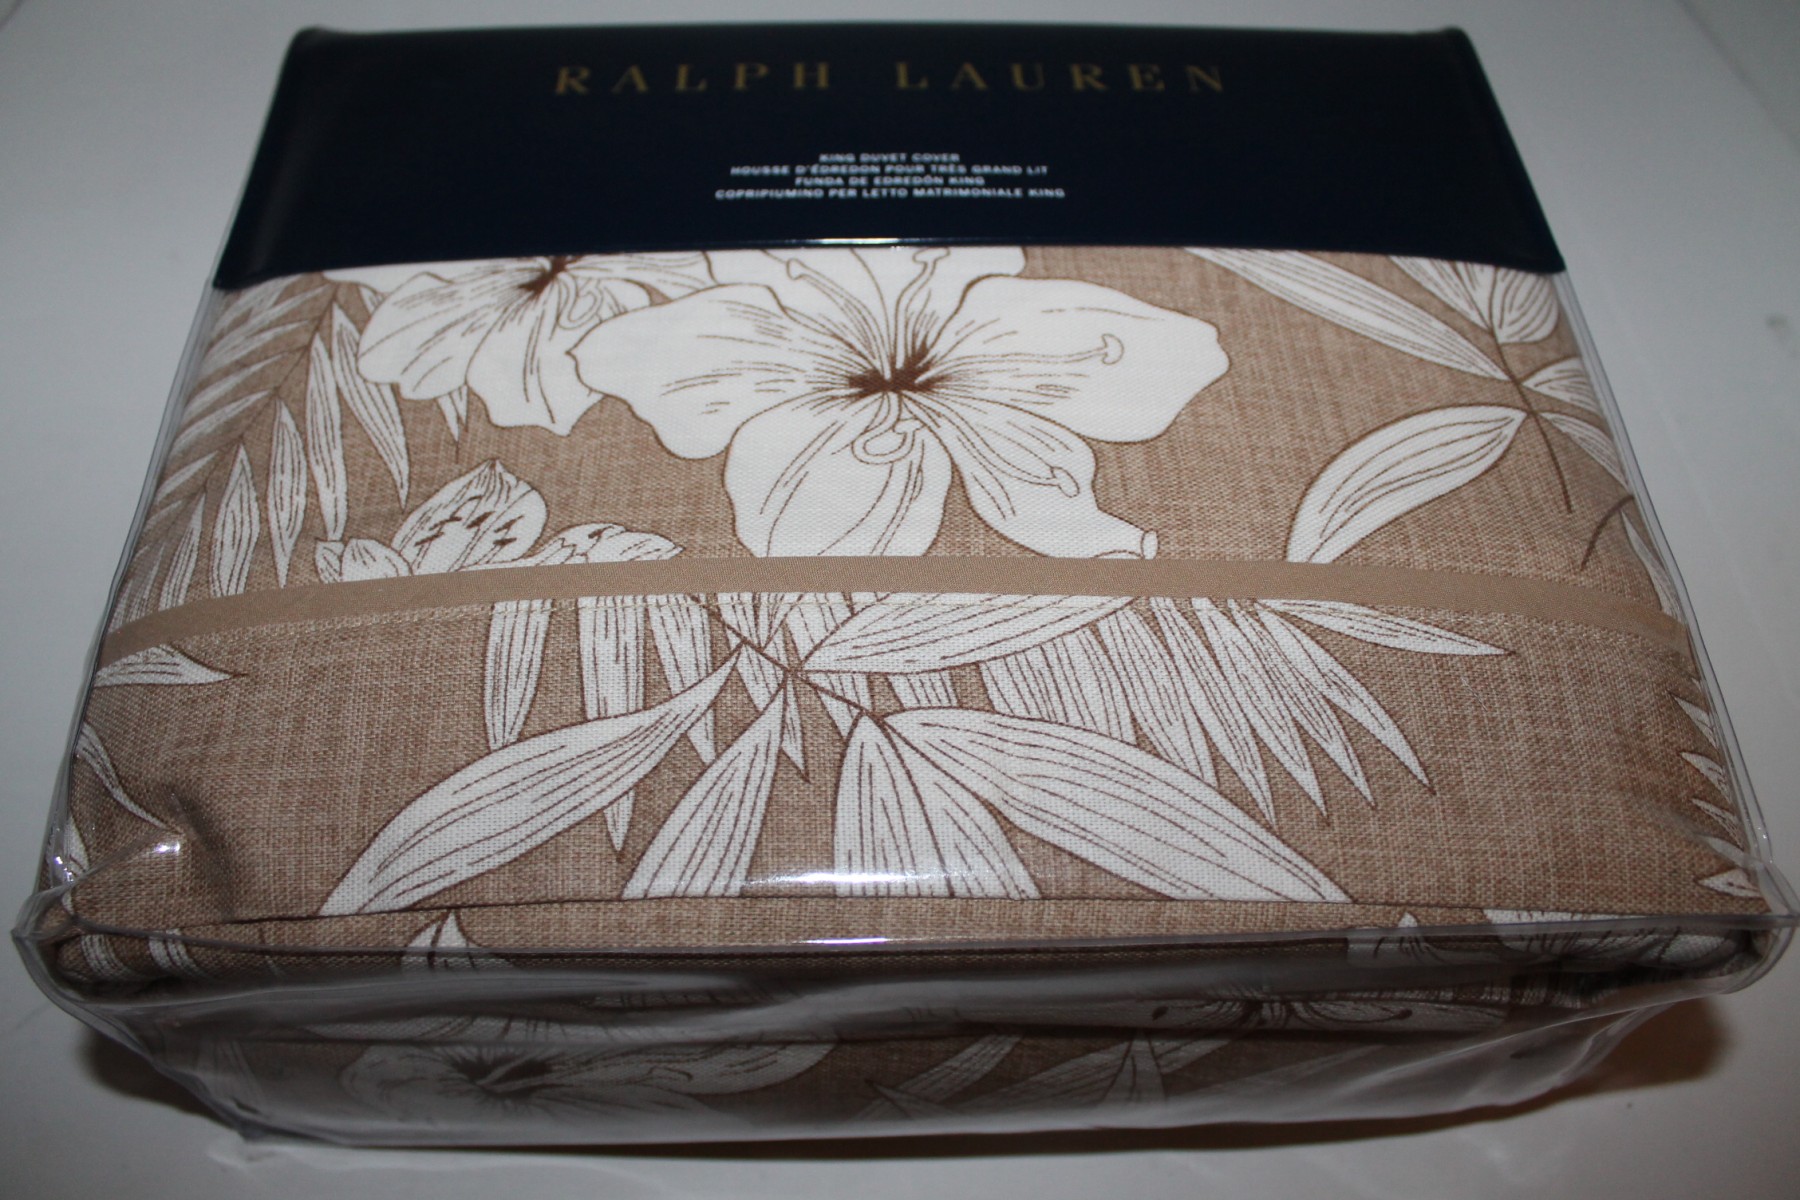 RALPH LAUREN
KING DUVET COVER
HOUSSE D'ÉDREDON POUR TRÈS GRAND LIT
FUNDA DE EDREDÓN KING
COPRIPIUMINO PER LETTO MATRIMONIALE KING